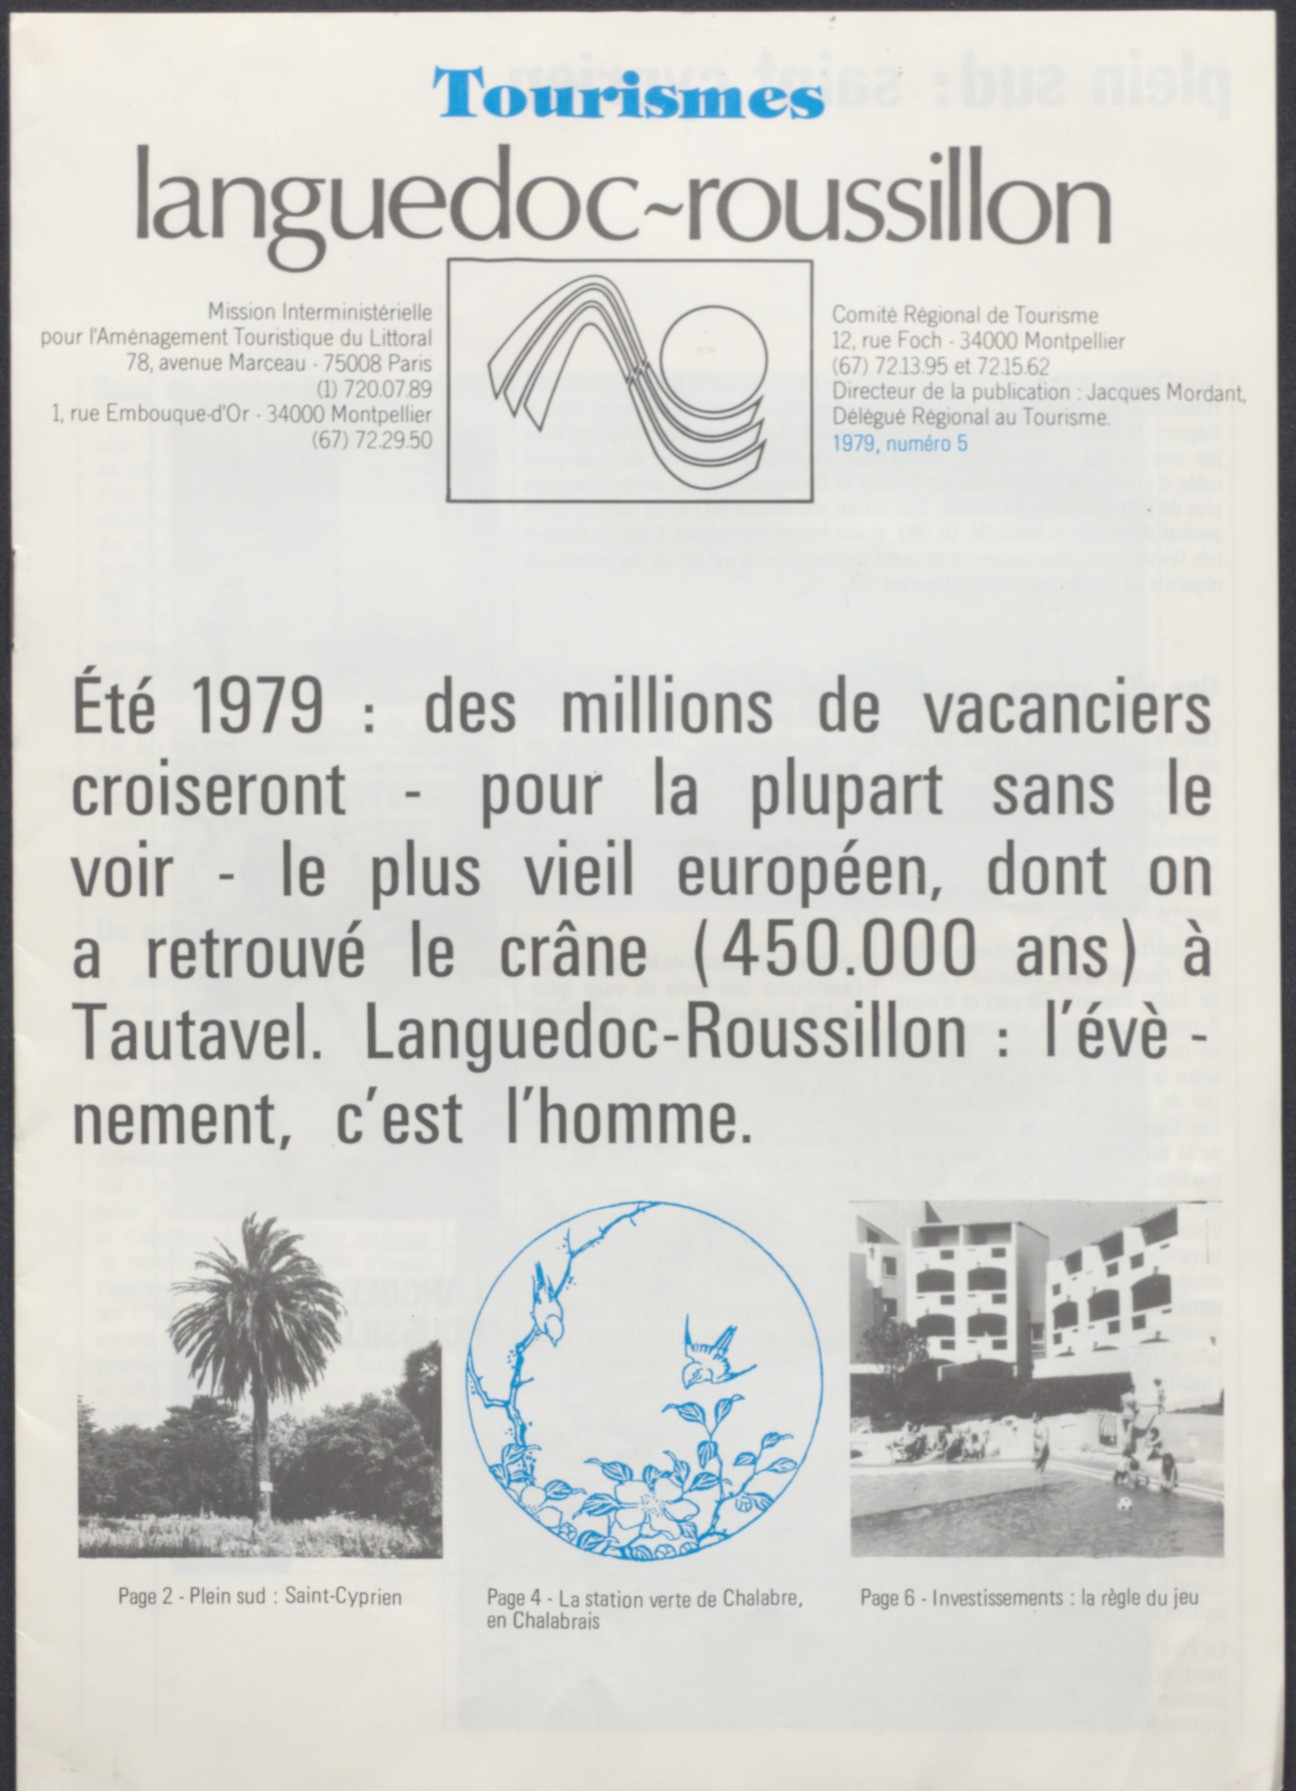 Tourismes
languedoc~roussillon
Mission Interministérielle
pour l'Aménagement Touristique du Littoral
78, avenue Marceau - 75008 Paris
(1) 720.07.89
1, rue Embouque-d'Or - 34000 Montpellier
(67) 72.29.50
Comité Régional de Tourisme
12, rue Foch - 34000 Montpellier
(67) 72.13.95 et 72.15.62
Directeur de la publication : Jacques Mordant,
Délégué Régional au Tourisme.
1979, numéro 5
Été 1979 : des millions de vacanciers
croiseront - pour la plupart sans le
voir - le plus vieil européen, dont on
a retrouvé le crâne (450.000 ans) à
Tautavel. Languedoc-Roussillon : l'évè -
nement, c'est l'homme.
Page 2 - Plein sud : Saint-Cyprien
Page 4 - La station verte de Chalabre,
en Chalabrais
Page 6 - Investissements : la règle du jeu